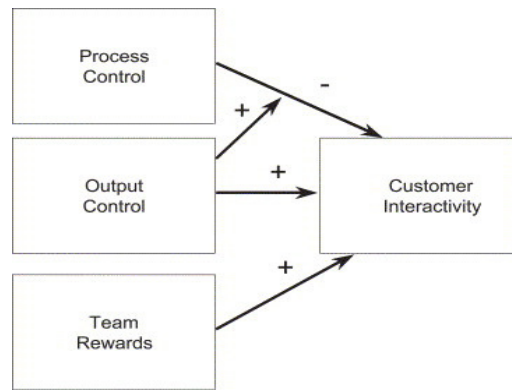 Process
Control
-
+
Output
Control
+
Customer
Interactivity
+
Team
Rewards